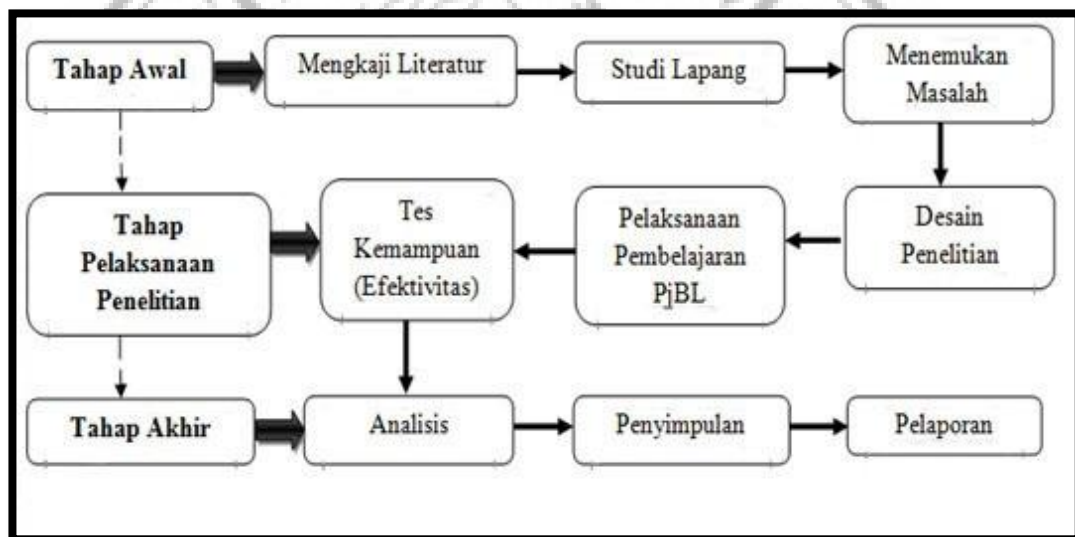 Tahap Awal
Mengkaji Literatur
Studi Lapang
Menemukan
Masalah
Tahap
Pelaksanaan
Penelitian
Tes
Kemampuan
(Efektivitas)
Pelaksanaan
Pembelajaran
PjBL
Desain
Penelitian
Tahap Akhir
Analisis
Penyimpulan
Pelaporan